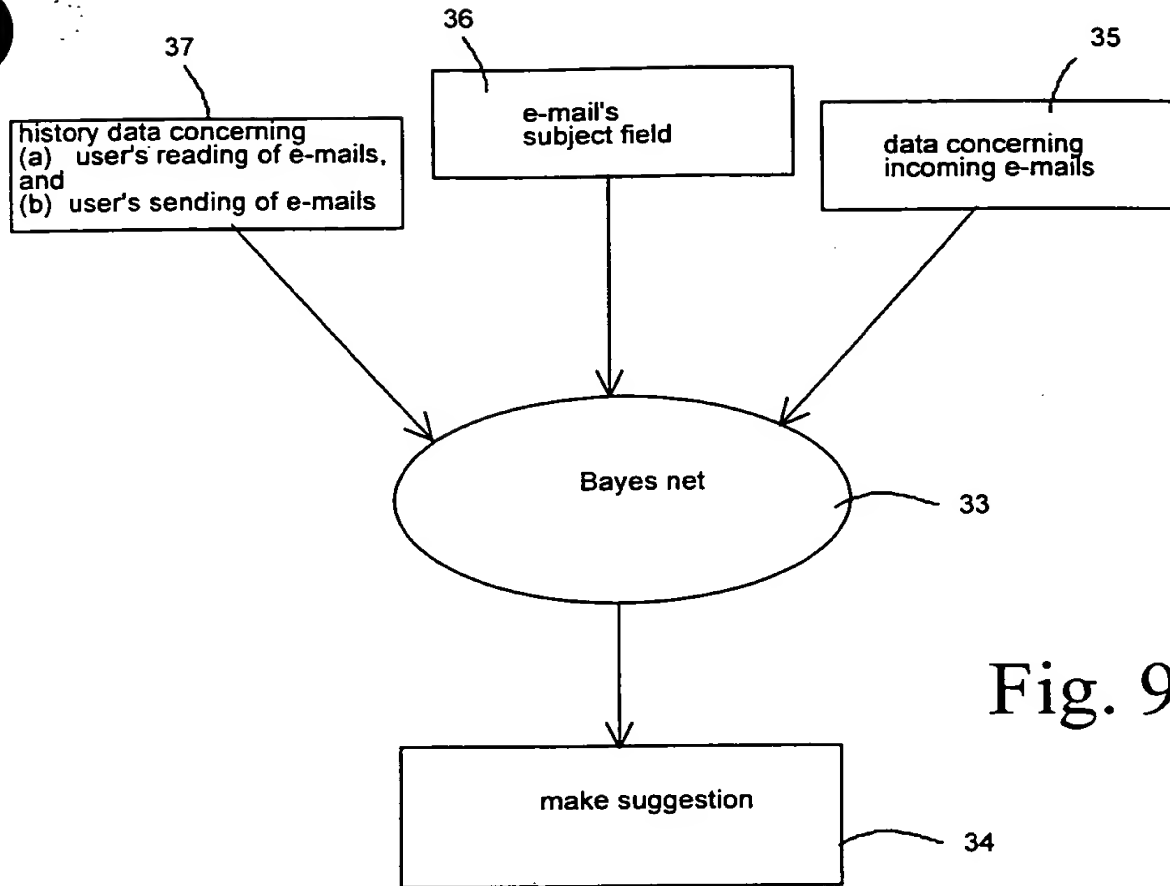 37
36
35
history data concerning
(a) user's reading of e-mails,
and
(b) user's sending of e-mails
e-mail's
subject field
data concerning
incoming e-mails
Bayes net
33
Fig. 9
make suggestion
34